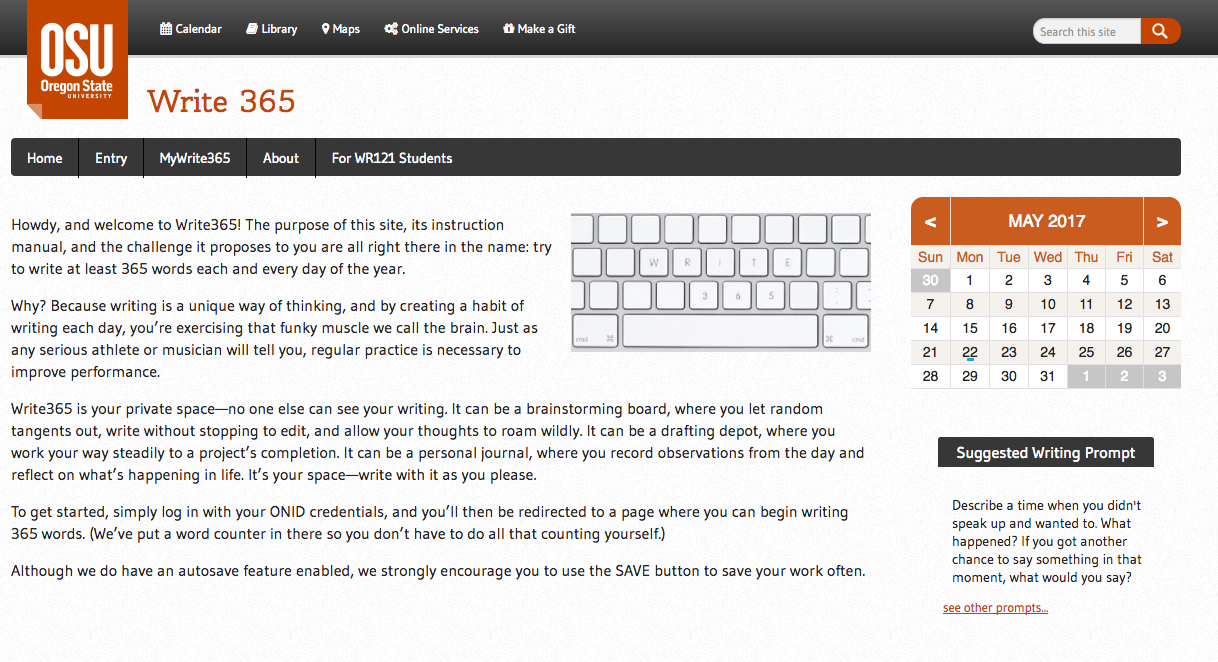 OSU
Oregon State
UNIVERSITY
Calendar Library Maps Online Services Make a Gift
Search this site
Write 365
Home Entry MyWrite365 About For WR121 Students
Howdy, and welcome to Write365! The purpose of this site, its instruction
manual, and the challenge it proposes to you are all right there in the name: try
to write at least 365 words each and every day of the year.
Why? Because writing is a unique way of thinking, and by creating a habit of
writing each day, you’re exercising that funky muscle we call the brain. Just as
any serious athlete or musician will tell you, regular practice is necessary to
improve performance.
W R I T E
3 6 5
cmd ⌘ ⌘ cmd
Write365 is your private space—no one else can see your writing. It can be a brainstorming board, where you let random
tangents out, write without stopping to edit, and allow your thoughts to roam wildly. It can be a drafting depot, where you
work your way steadily to a project’s completion. It can be a personal journal, where you record observations from the day and
reflect on what’s happening in life. It’s your space—write with it as you please.
To get started, simply log in with your ONID credentials, and you’ll then be redirected to a page where you can begin writing
365 words. (We’ve put a word counter in there so you don’t have to do all that counting yourself.)
Although we do have an autosave feature enabled, we strongly encourage you to use the SAVE button to save your work often.
< MAY 2017 >
Sun Mon Tue Wed Thu Fri Sat
30 1 2 3 4 5 6
7 8 9 10 11 12 13
14 15 16 17 18 19 20
21 22 23 24 25 26 27
28 29 30 31 1 2 3
Suggested Writing Prompt
Describe a time when you didn't
speak up and wanted to. What
happened? If you got another
chance to say something in that
moment, what would you say?
see other prompts...